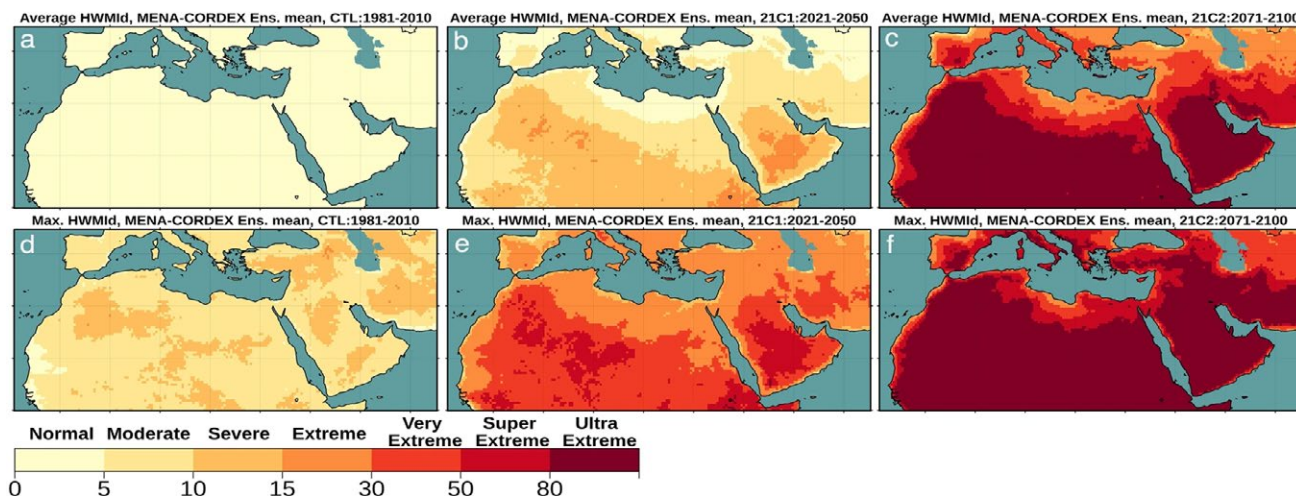 Average HWMId, MENA-CORDEX Ens. mean, CTL:1981-2010
Average HWMId, MENA-CORDEX Ens. mean, 21C1:2021-2050
Average HWMId, MENA-CORDEX Ens. mean, 21C2:2071-2100
a
b
c
Max. HWMId, MENA-CORDEX Ens. mean, CTL:1981-2010
Max. HWMId, MENA-CORDEX Ens. mean, 21C1:2021-2050
Max. HWMId, MENA-CORDEX Ens. mean, 21C2:2071-2100
d
e
f
Normal
Moderate
Severe
Extreme
Very
Extreme
Super
Extreme
Ultra
Extreme
0 5 10 15 30 50 80